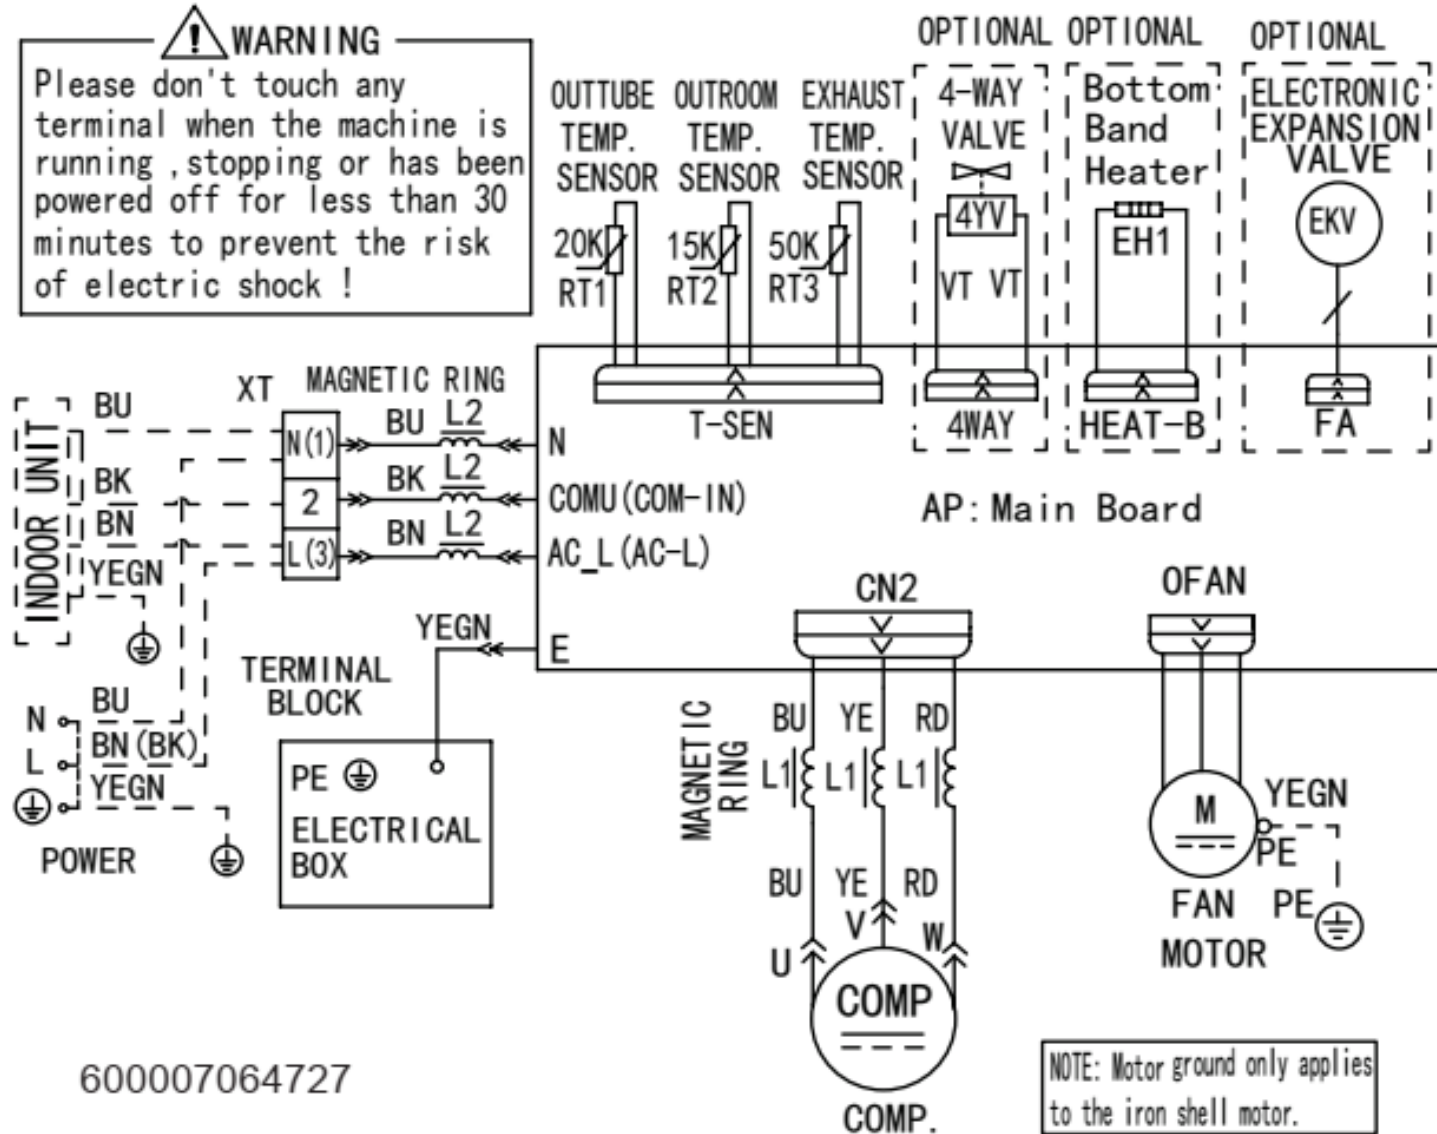 WARNING
Please don't touch any
terminal when the machine is
running ,stopping or has been
powered off for less than 30
minutes to prevent the risk
of electric shock !
OUTTUBE
TEMP.
SENSOR
20K
RT1
OUTROOM
TEMP.
SENSOR
15K
RT2
EXHAUST
TEMP.
SENSOR
50K
RT3
T-SEN
OPTIONAL
4-WAY
VALVE
4YV
VT VT
4WAY
OPTIONAL
Bottom
Band
Heater
EH1
HEAT-B
OPTIONAL
ELECTRONIC
EXPANSION
VALVE
EKV
FA
INDOOR UNIT
BU
BK
BN
YEGN
XT
N(1)
2
L(3)
MAGNETIC RING
BU L2
BK L2
BN L2
N
COMU(COM-IN)
AC_L(AC-L)
E
AP:Main Board
YEGN
TERMINAL
BLOCK
PE
ELECTRICAL
BOX
N
L
BU
BN(BK)
YEGN
POWER
CN2
MAGNETIC
RING
BU YE RD
L1 L1 L1
BU YE RD
U V W
COMP
COMP.
OFAN
M
YEGN
PE
FAN
MOTOR
PE
600007064727
NOTE: Motor ground only applies
to the iron shell motor.